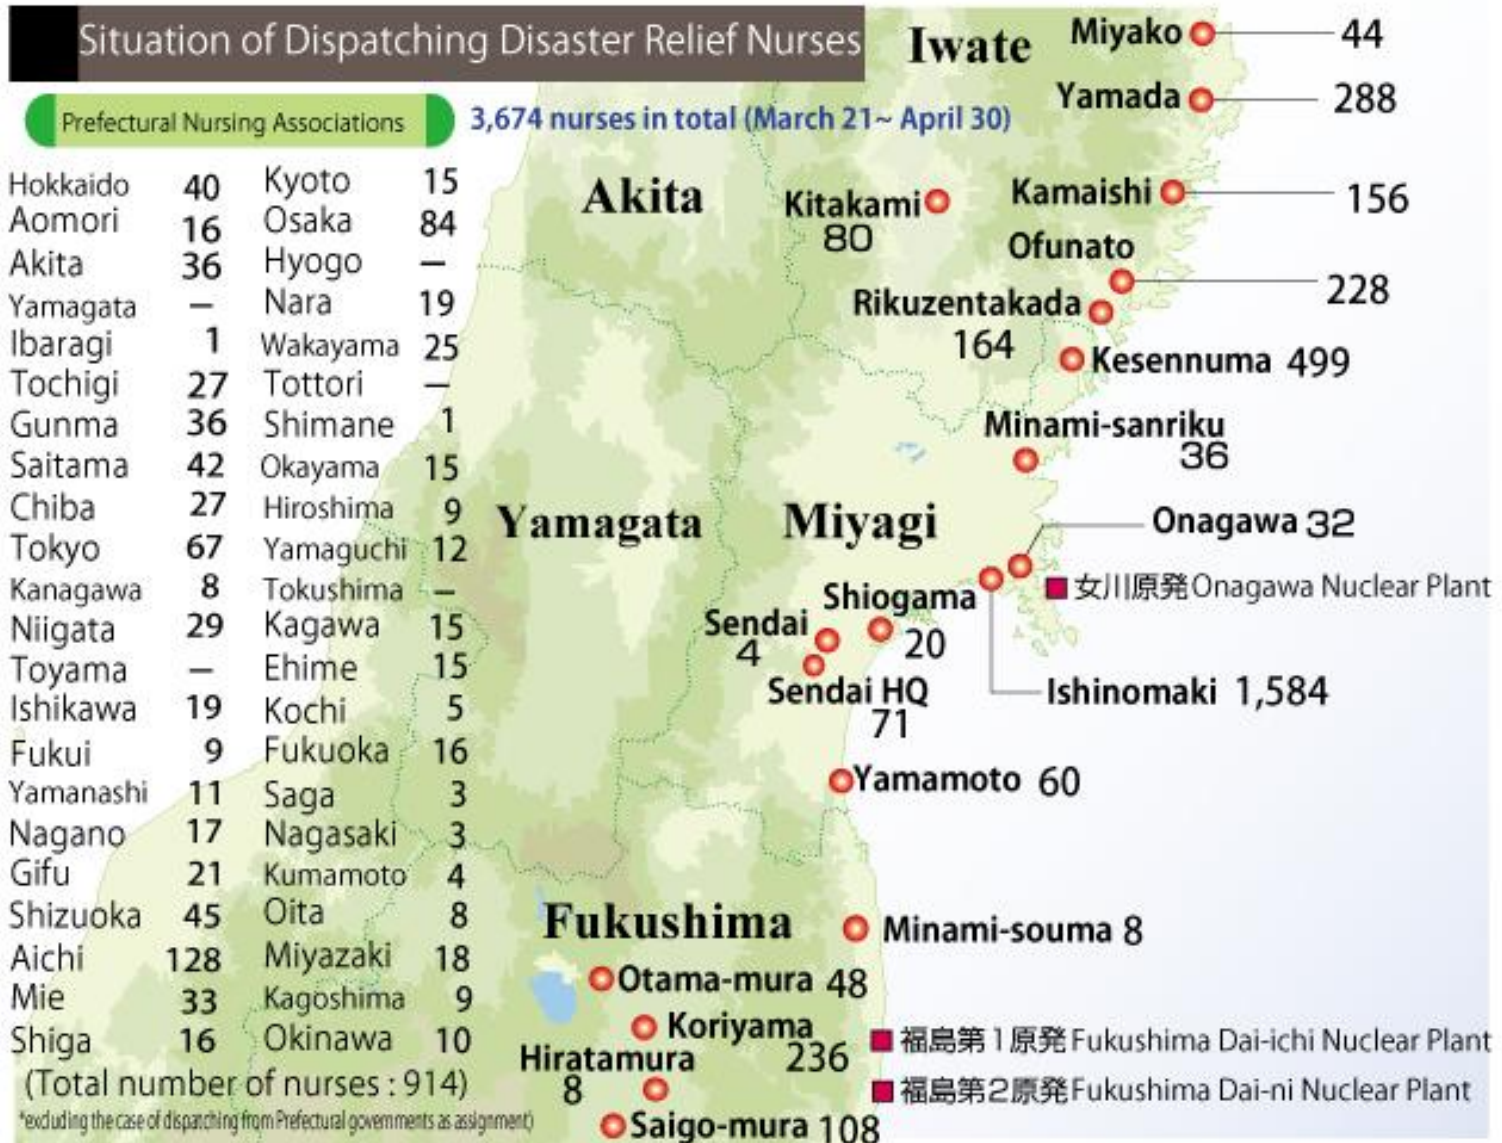 Situation of Dispatching Disaster Relief Nurses
Prefectural Nursing Associations
3,674 nurses in total (March 21~ April 30)
Hokkaido 40 Kyoto 15
Aomori 16 Osaka 84
Akita 36 Hyogo –
Yamagata – Nara 19
Ibaragi 1 Wakayama 25
Tochigi 27 Tottori –
Gunma 36 Shimane 1
Saitama 42 Okayama 15
Chiba 27 Hiroshima 9
Tokyo 67 Yamaguchi 12
Kanagawa 8 Tokushima –
Niigata 29 Kagawa 15
Toyama – Ehime 15
Ishikawa 19 Kochi 5
Fukui 9 Fukuoka 16
Yamanashi 11 Saga 3
Nagano 17 Nagasaki 3
Gifu 21 Kumamoto 4
Shizuoka 45 Oita 8
Aichi 128 Miyazaki 18
Mie 33 Kagoshima 9
Shiga 16 Okinawa 10
(Total number of nurses : 914)
*excluding the case of dispatching from Prefectural governments as assignment)
Iwate
Miyako 44
Yamada 288
Akita
Kitakami
80
Kamaishi 156
Ofunato
228
Rikuzentakada
164
Kesennuma 499
Minami-sanriku
36
Yamagata
Miyagi
Onagawa 32
女川原発Onagawa Nuclear Plant
Shiogama
20
Sendai
4
Sendai HQ
71
Ishinomaki 1,584
Yamamoto 60
Fukushima
Minami-souma 8
Otama-mura 48
Koriyama
236
Hiratamura
8
福島第1原発Fukushima Dai-ichi Nuclear Plant
福島第2原発Fukushima Dai-ni Nuclear Plant
Saigo-mura 108